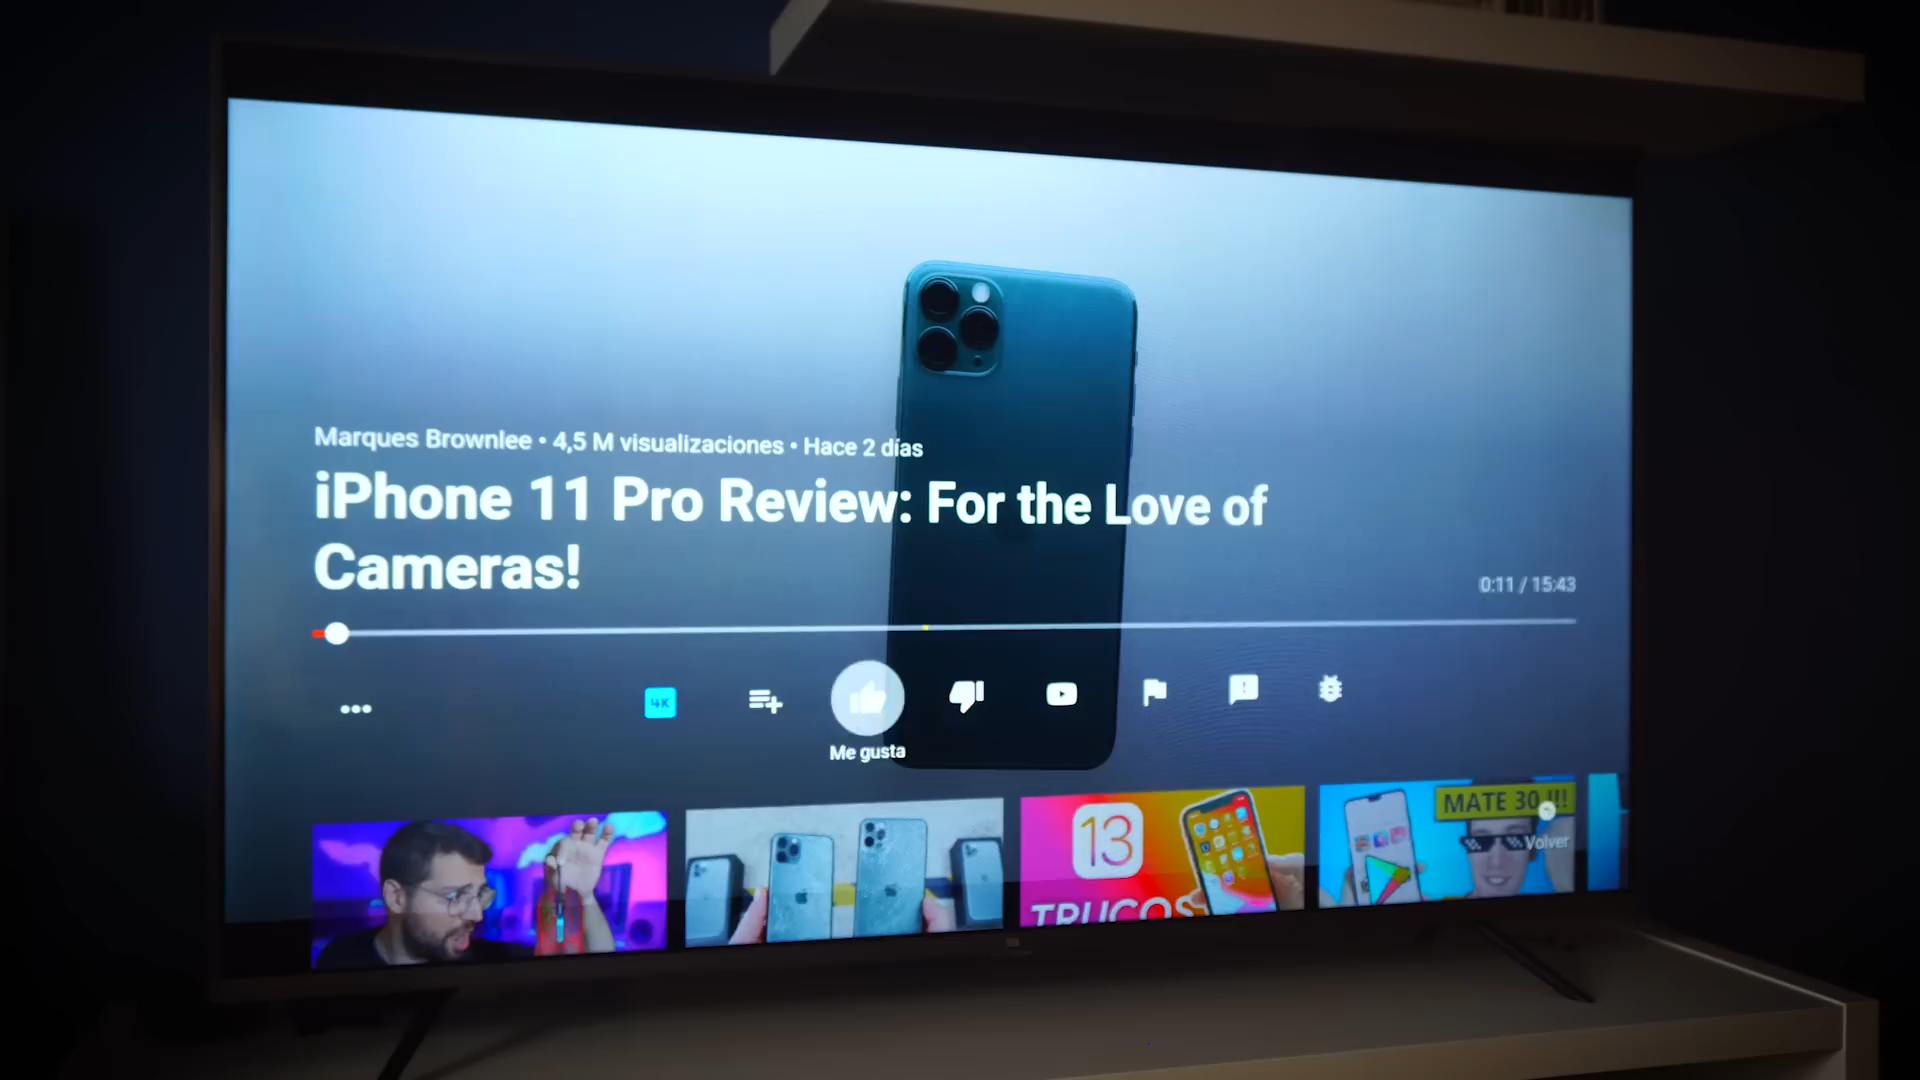 Marques Brownlee • 4,5 M visualizaciones • Hace 2 días
iPhone 11 Pro Review: For the Love of
Cameras!
0:11 / 15:43
4K
Me gusta
13
TRUCOS
MATE 30 !!!
Volver